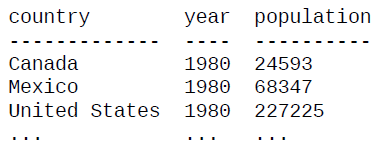 country        year  population
-------------  ----  ----------
Canada         1980  24593
Mexico         1980  68347
United States  1980  227225
...            ...   ...